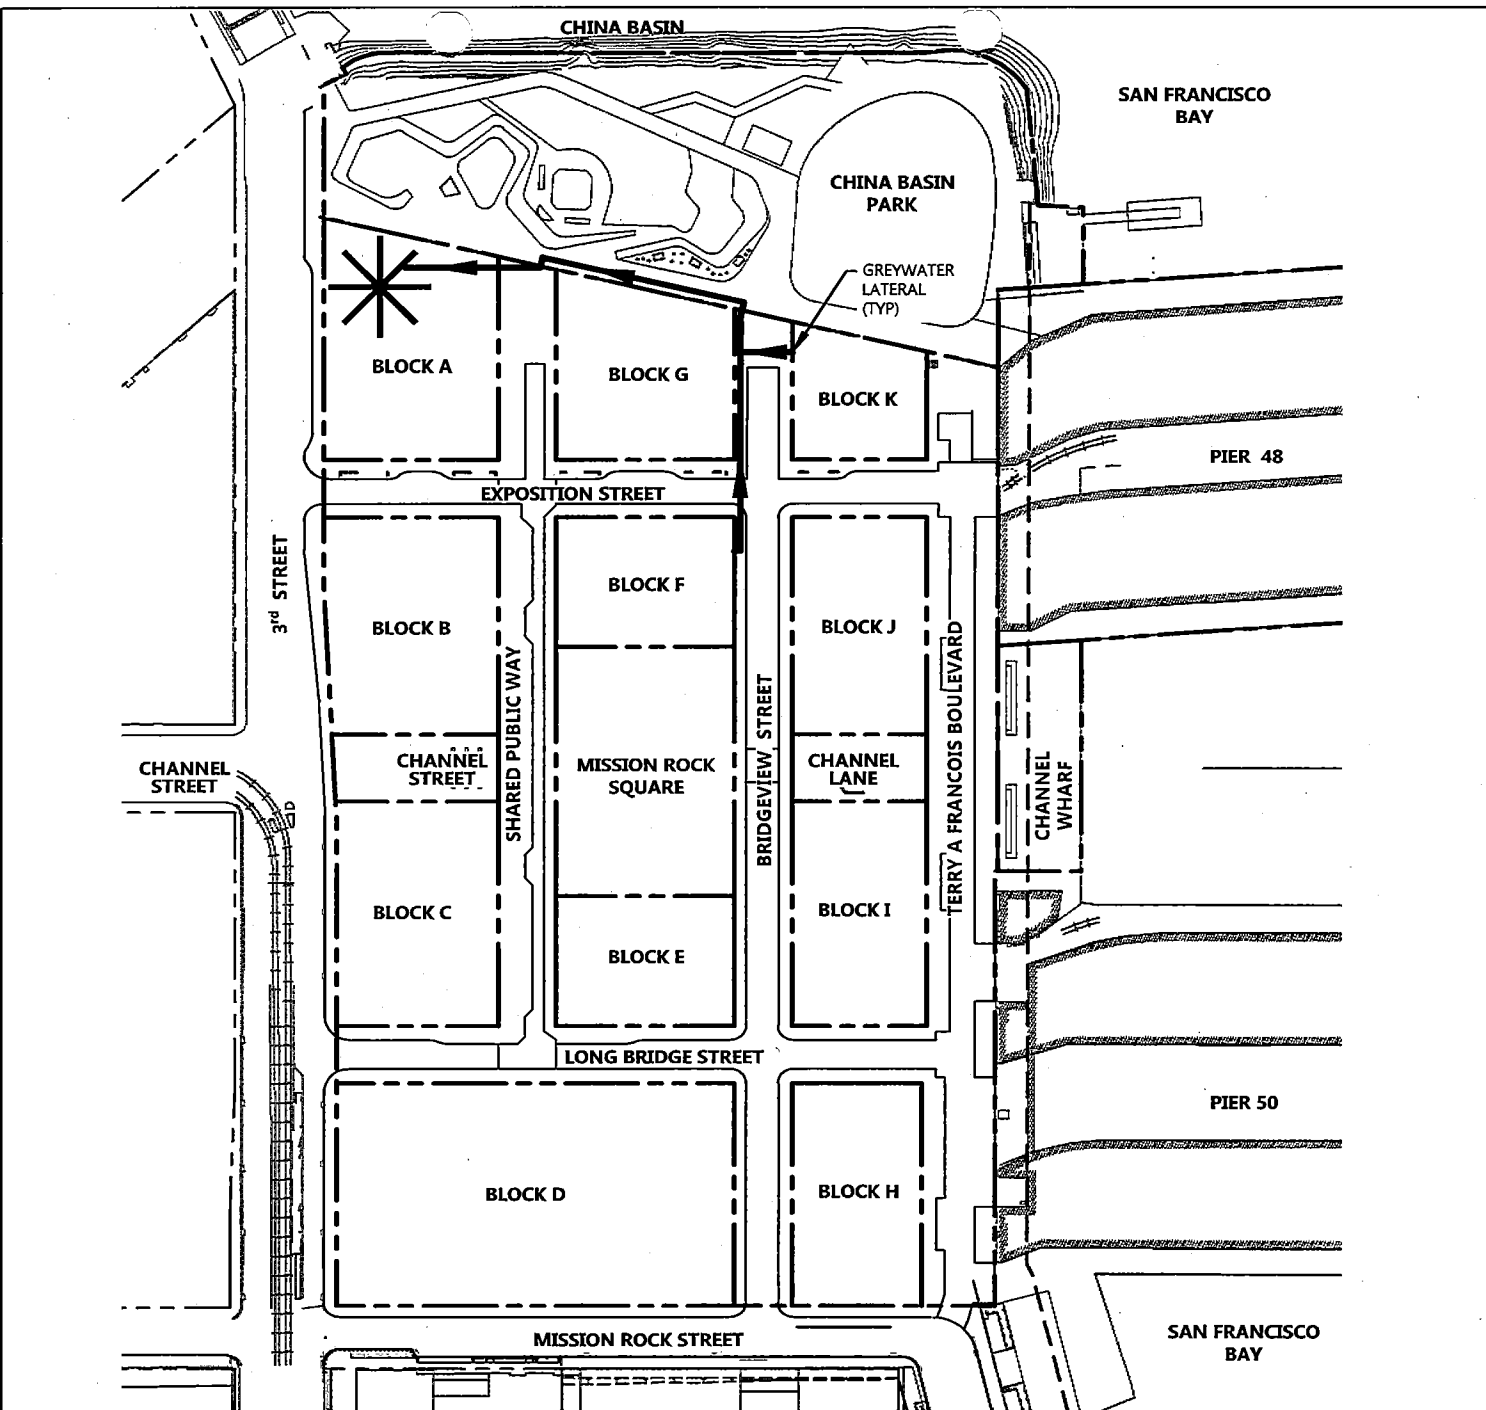 CHINA BASIN
SAN FRANCISCO
BAY
CHINA BASIN
PARK
GREYWATER
LATERAL
(TYP)
BLOCK A
BLOCK G
BLOCK K
PIER 48
EXPOSITION STREET
3rd STREET
BLOCK B
BLOCK F
BLOCK J
SHARED PUBLIC WAY
BRIDGEVIEW STREET
TERRY A FRANCOIS BOULEVARD
CHANNEL
STREET
CHANNEL
STREET
MISSION ROCK
SQUARE
CHANNEL
LANE
CHANNEL
WHARF
BLOCK C
BLOCK E
BLOCK I
LONG BRIDGE STREET
PIER 50
BLOCK D
BLOCK H
MISSION ROCK STREET
SAN FRANCISCO
BAY